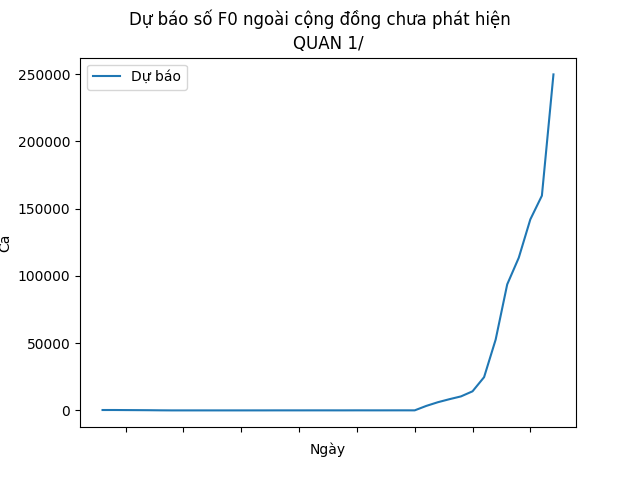 Dự báo số F0 ngoài cộng đồng chưa phát hiện
QUAN 1/
Dự báo
250000
200000
150000
100000
50000
0
Ca
Ngày